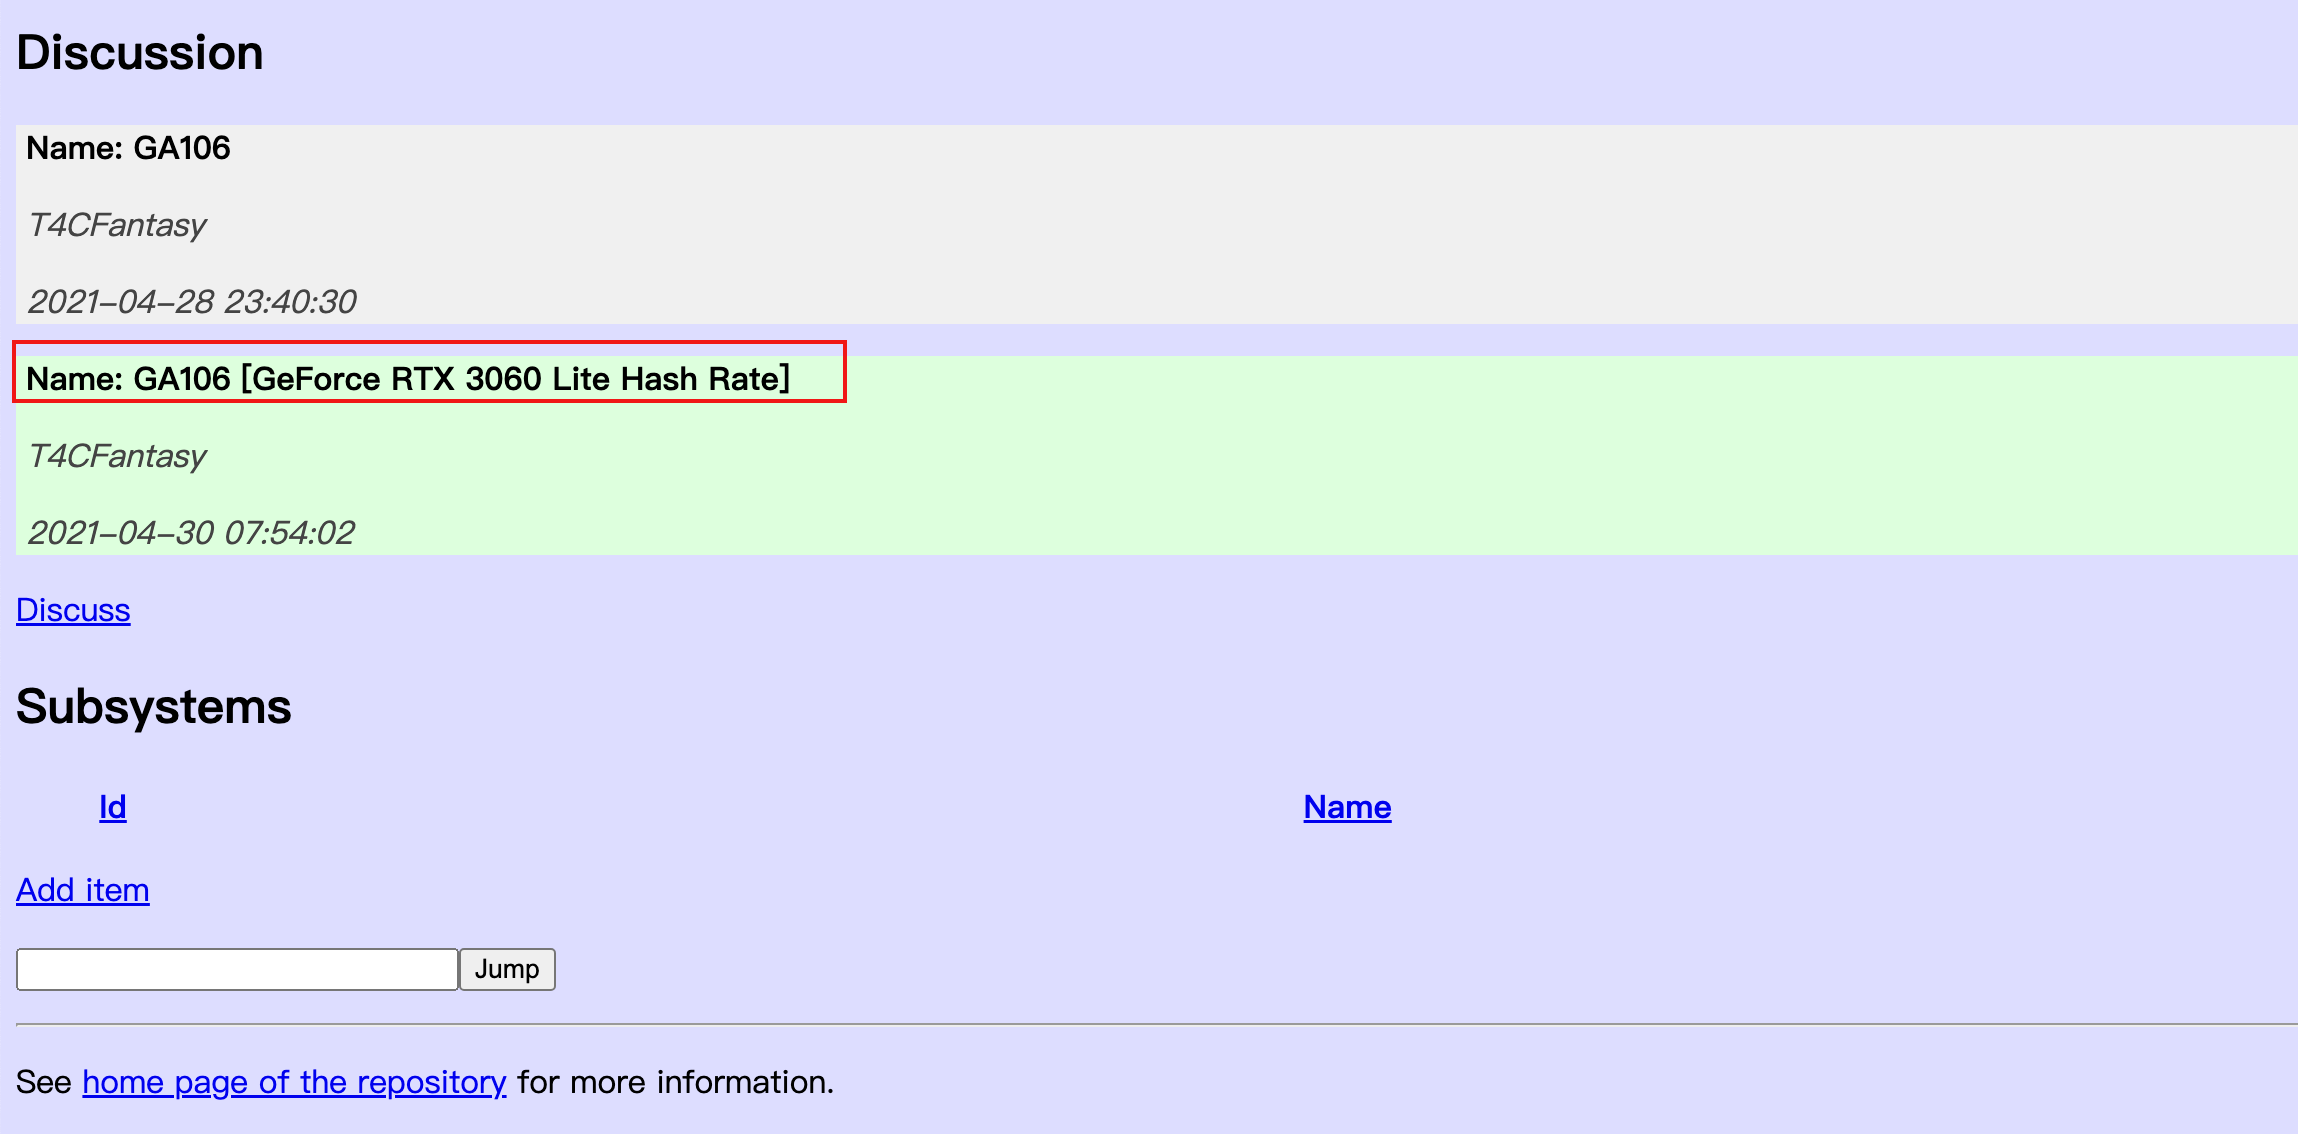 Discussion
Name: GA106
T4CFantasy
2021-04-28 23:40:30
Name: GA106 [GeForce RTX 3060 Lite Hash Rate]
T4CFantasy
2021-04-30 07:54:02
Discuss
Subsystems
Id Name
Add item
Jump
See home page of the repository for more information.